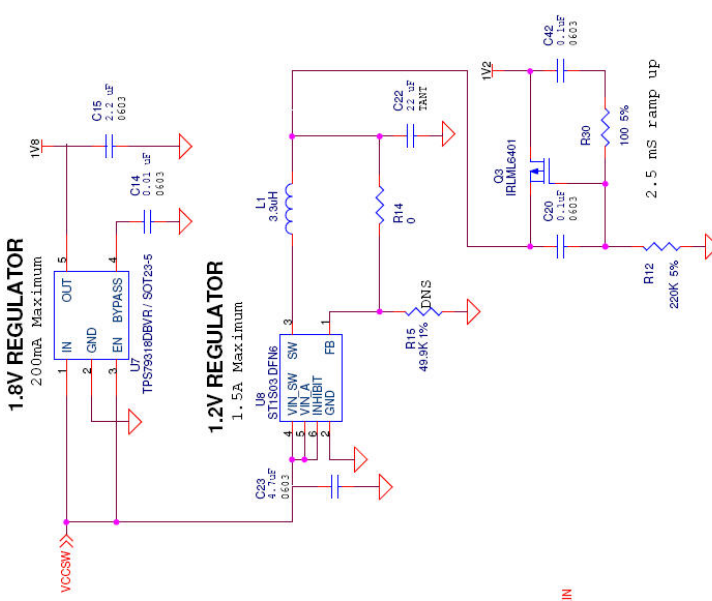 1.8V REGULATOR
200mA Maximum
VCCSW
1
IN
OUT
5
2
GND
3
EN
BYPASS
4
U7
TPS79318DBVR / SOT23-5
1V8
C15
2.2 uF
0603
C14
0.01 uF
0603
1.2V REGULATOR
1.5A Maximum
C23
4.7uF
0603
U8
ST1S03 DFN6
4
VIN_SW
SW
3
5
VIN_A
6
INHIBIT
FB
1
2
GND
L1
3.3uH
R14
0
R15
49.9K 1%
DNS
C22
22 uF
TANT
1V2
C42
0.1uF
0603
Q3
IRLML6401
R30
100 5%
C20
0.1uF
0603
R12
220K 5%
2.5 mS ramp up
IN